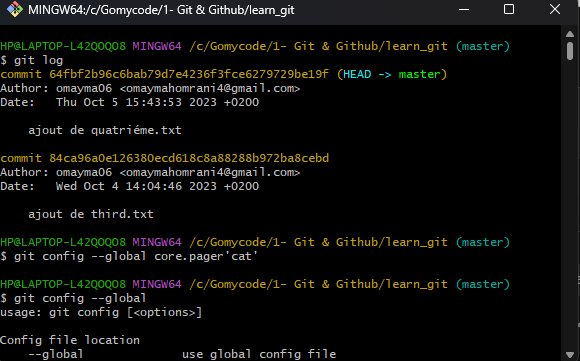 MINGW64:/c/Gomycode/1- Git & Github/learn_git
HP@LAPTOP-L42QOQO8 MINGW64 /c/Gomycode/1- Git & Github/learn_git (master)
$ git log
commit 64fbf2b96c6bab79d7e4236f3fce6279729be19f (HEAD -> master)
Author: omayma06 <omaymahomrani4@gmail.com>
Date:   Thu Oct 5 15:43:53 2023 +0200
    ajout de quatriéme.txt
commit 84ca96a0e126380ecd618c8a88288b972ba8cebd
Author: omayma06 <omaymahomrani4@gmail.com>
Date:   Wed Oct 4 14:04:46 2023 +0200
    ajout de third.txt
HP@LAPTOP-L42QOQO8 MINGW64 /c/Gomycode/1- Git & Github/learn_git (master)
$ git config --global core.pager'cat'
HP@LAPTOP-L42QOQO8 MINGW64 /c/Gomycode/1- Git & Github/learn_git (master)
$ git config --global
usage: git config [<options>]
Config file location
    --global              use global config file